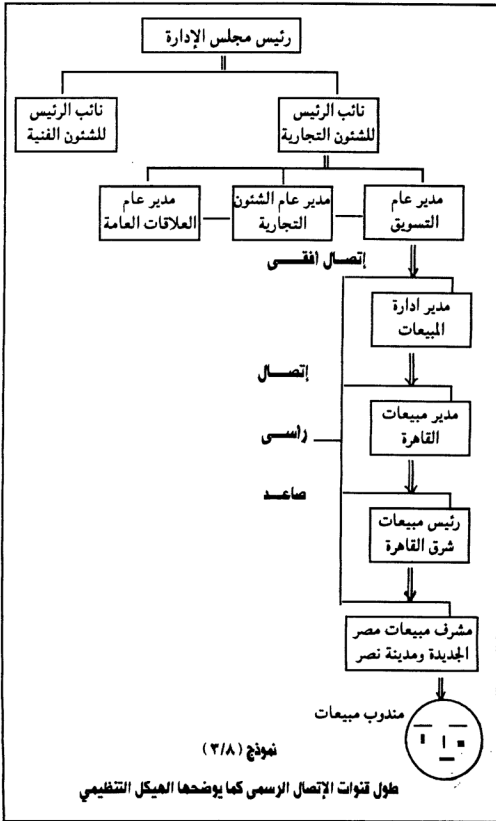 رئيس مجلس الإدارة
نائب الرئيس
للشئون التجارية
نائب الرئيس
للشئون الفنية
مدير عام
التسويق
مدير عام الشئون
التجارية
مدير عام
العلاقات العامة
إتصال افقى
مدير ادارة
المبيعات
إتصال
راسى
صاعد
مدير مبيعات
القاهرة
رئيس مبيعات
شرق القاهرة
مشرف مبيعات مصر
الجديدة ومدينة نصر
مندوب مبيعات
نموذج (٣/٨)
طول قنوات الإتصال الرسمى كما يوضحها الهيكل التنظيمي